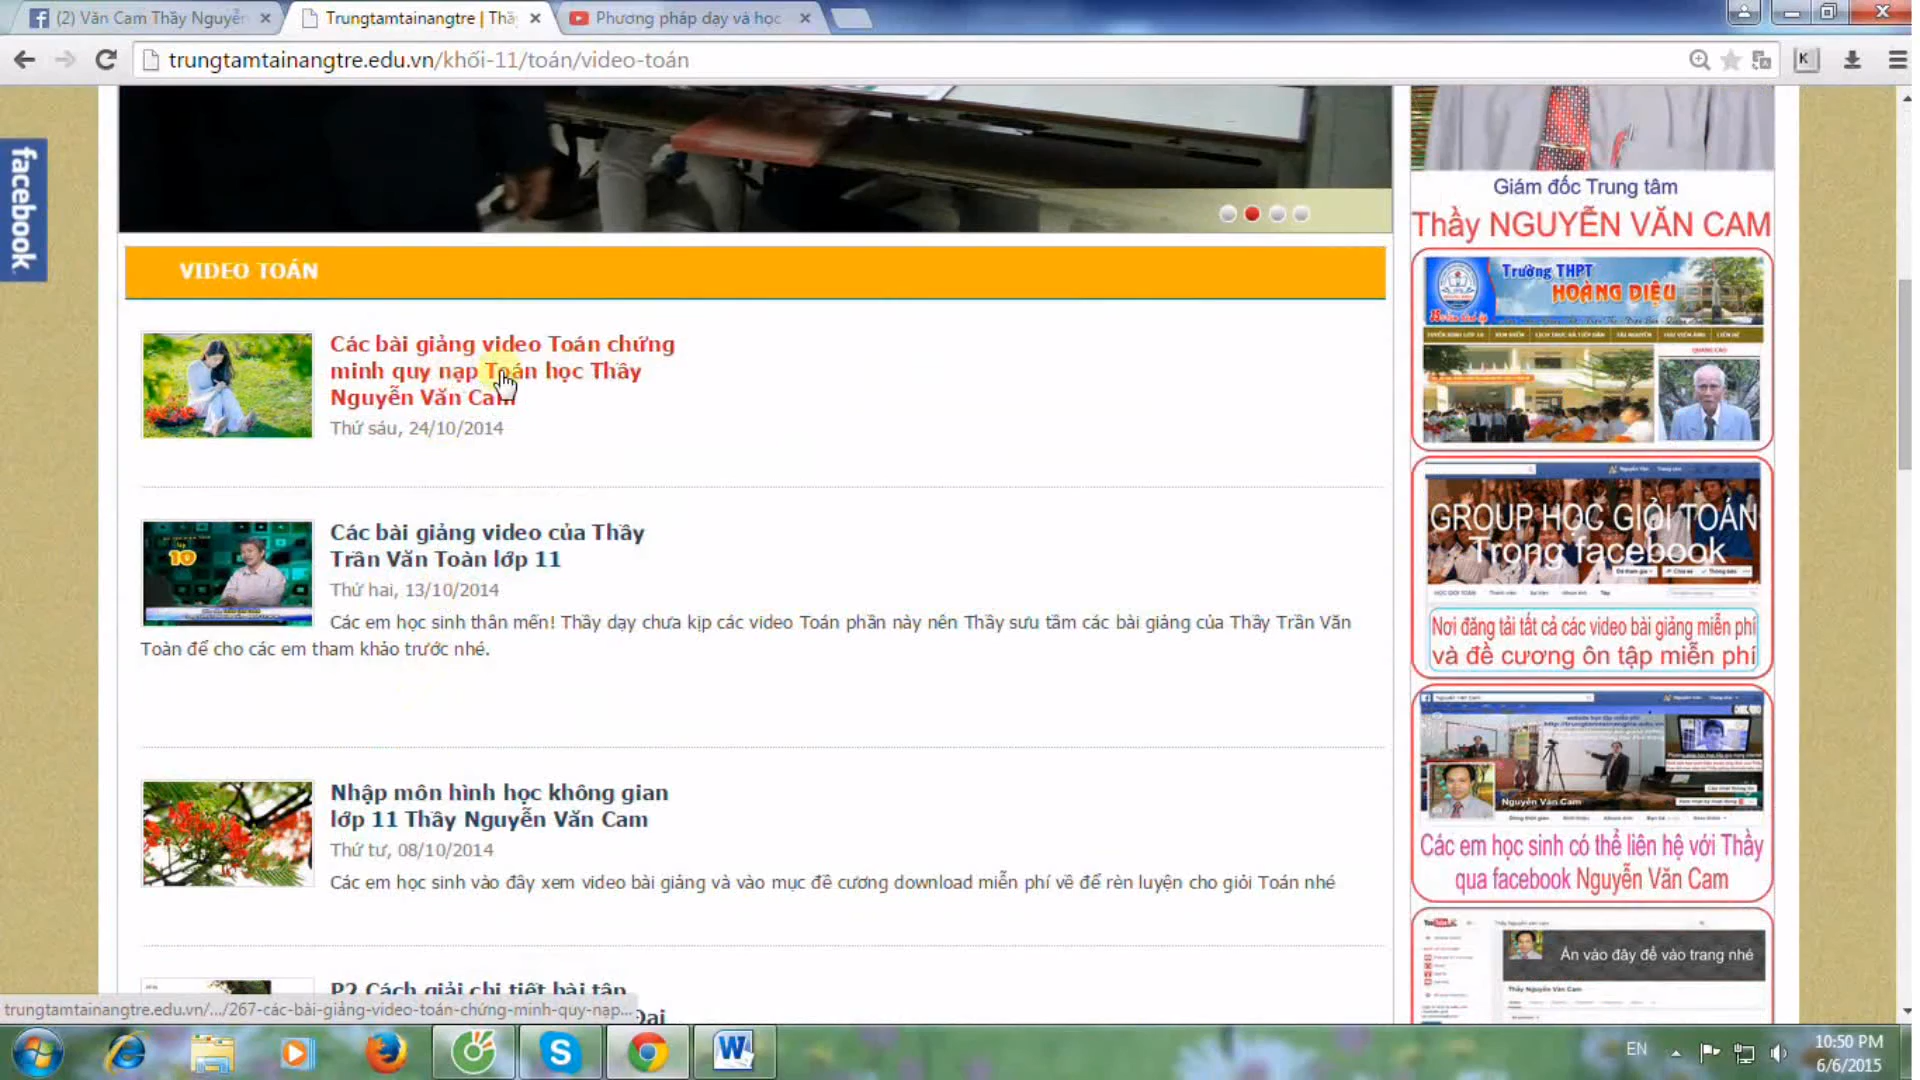 (2) Văn Cam Thầy Nguyễn
Trungtamtainangtre | Thầ
Phương pháp dạy và học
trungtamtainangtre.edu.vn/khối-11/toán/video-toán
facebook
VIDEO TOÁN
Các bài giảng video Toán chứng
minh quy nạp Toán học Thầy
Nguyễn Văn Cam
Thứ sáu, 24/10/2014
10
Các bài giảng video của Thầy
Trần Văn Toàn lớp 11
Thứ hai, 13/10/2014
Các em học sinh thân mến! Thầy dạy chưa kịp các video Toán phần này nên Thầy sưu tầm các bài giảng của Thầy Trần Văn
Toàn để cho các em tham khảo trước nhé.
Nhập môn hình học không gian
lớp 11 Thầy Nguyễn Văn Cam
Thứ tư, 08/10/2014
Các em học sinh vào đây xem video bài giảng và vào mục đề cương download miễn phí về để rèn luyện cho giỏi Toán nhé
P2 Cách giải chi tiết bài tập
Đại
trungtamtainangtre.edu.vn/.../267-các-bài-giảng-video-toán-chứng-minh-quy-nạp...
Giám đốc Trung tâm
Thầy NGUYỄN VĂN CAM
Trường THPT
HOÀNG DIỆU
GROUP HỌC GIỎI TOÁN
Trong facebook
Nơi đăng tải tất cả các video bài giảng miễn phí
và đề cương ôn tập miễn phí
Nguyễn Văn Cam
Các em học sinh có thể liên hệ với Thầy
qua facebook Nguyễn Văn Cam
Ấn vào đây để vào trang nhé
Thầy Nguyễn Văn Cam
EN
10:50 PM
6/6/2015